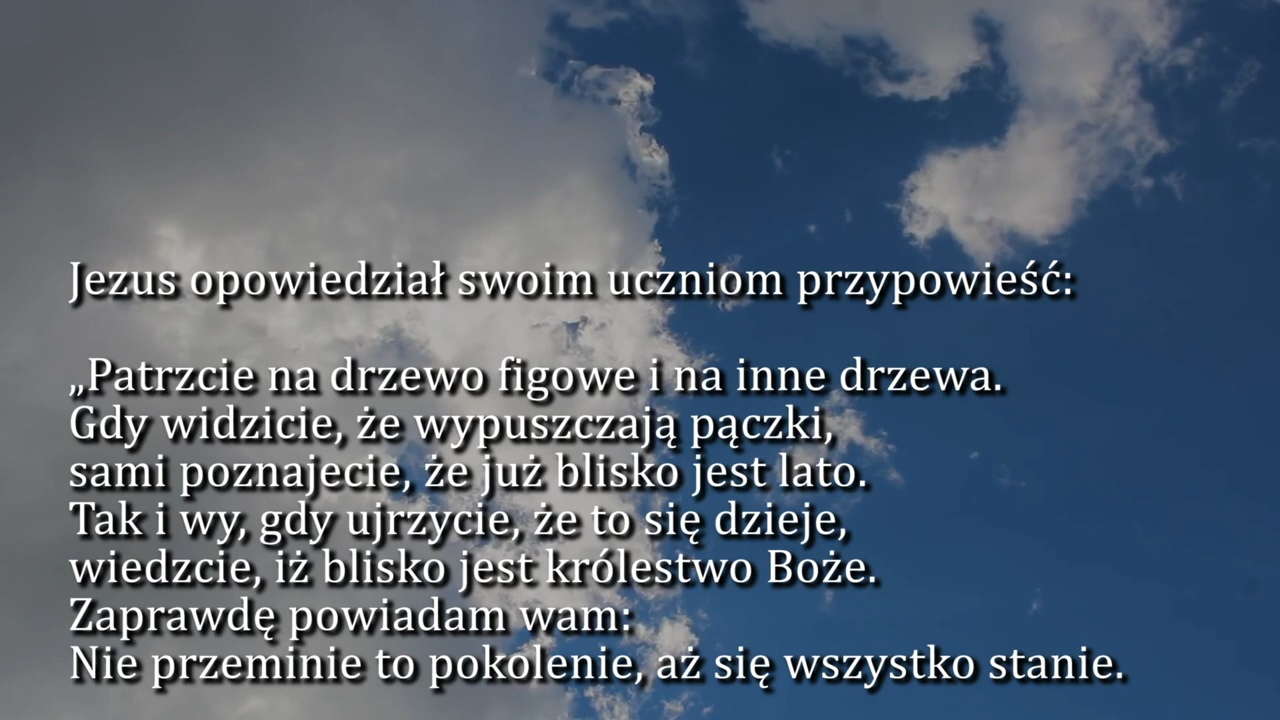 Jezus opowiedział swoim uczniom przypowieść:
„Patrzcie na drzewo figowe i na inne drzewa.
Gdy widzicie, że wypuszczają pączki,
sami poznajecie, że już blisko jest lato.
Tak i wy, gdy ujrzycie, że to się dzieje,
wiedzcie, iż blisko jest królestwo Boże.
Zaprawdę powiadam wam:
Nie przeminie to pokolenie, aż się wszystko stanie.